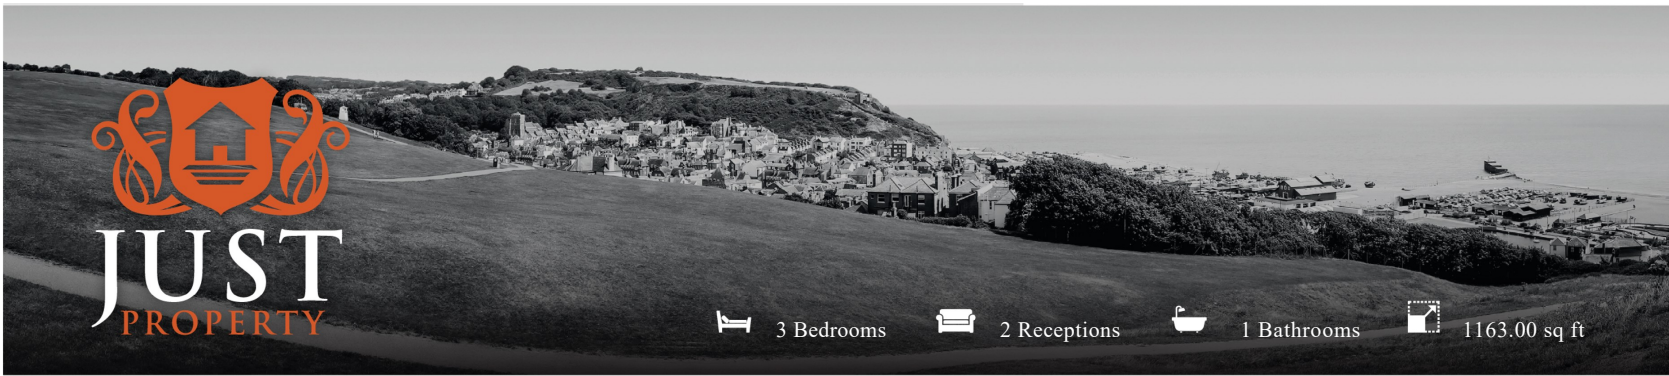 JUST
PROPERTY
3 Bedrooms
2 Receptions
1 Bathrooms
1163.00 sq ft